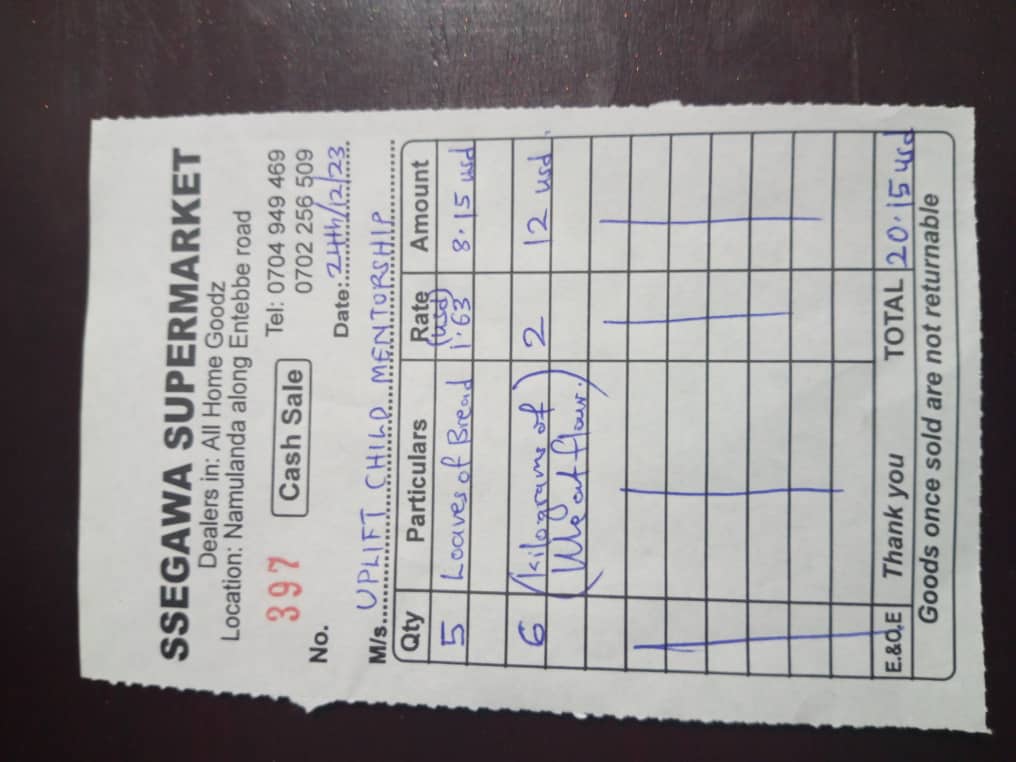 SSEGAWA SUPERMARKET
Dealers in: All Home Goodz
Location: Namulanda along Entebbe road
397 Cash Sale Tel: 0704 949 469
0702 256 509
No. Date: 24th/12/23
M/s. UPLIFT CHILD MENTORSHIP
Qty Particulars Rate Amount
(usd)
5 Loaves of Bread 1.63 8.15 usd
6 (kilograms of) 2 12 usd.
(Wheat flour.)
E.&O.E Thank you TOTAL 20.15 usd
Goods once sold are not returnable